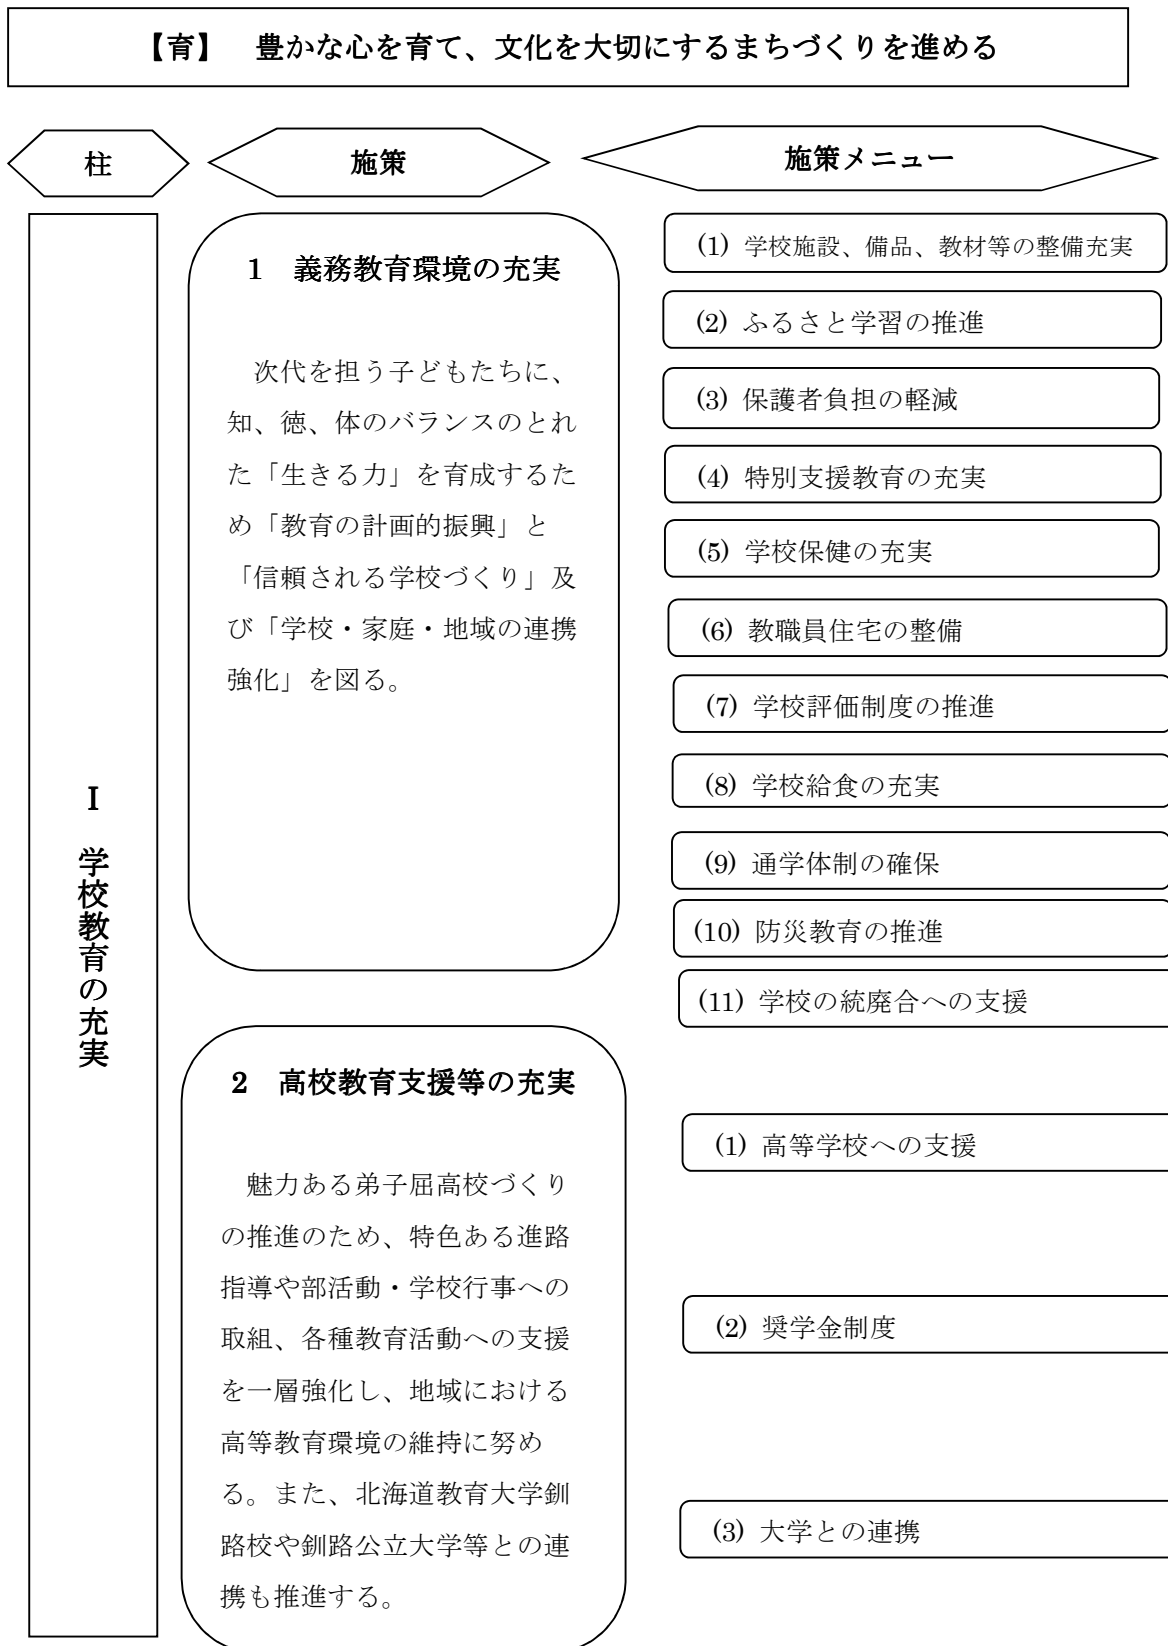 【育】　豊かな心を育て、文化を大切にするまちづくりを進める
柱
施策
施策メニュー
Ⅰ　学校教育の充実
1　義務教育環境の充実
次代を担う子どもたちに、
知、徳、体のバランスのとれ
た「生きる力」を育成するた
め「教育の計画的振興」と
「信頼される学校づくり」及
び「学校・家庭・地域の連携
強化」を図る。
(1) 学校施設、備品、教材等の整備充実
(2) ふるさと学習の推進
(3) 保護者負担の軽減
(4) 特別支援教育の充実
(5) 学校保健の充実
(6) 教職員住宅の整備
(7) 学校評価制度の推進
(8) 学校給食の充実
(9) 通学体制の確保
(10) 防災教育の推進
(11) 学校の統廃合への支援
2　高校教育支援等の充実
魅力ある弟子屈高校づくり
の推進のため、特色ある進路
指導や部活動・学校行事への
取組、各種教育活動への支援
を一層強化し、地域における
高等教育環境の維持に努め
る。また、北海道教育大学釧
路校や釧路公立大学等との連
携も推進する。
(1) 高等学校への支援
(2) 奨学金制度
(3) 大学との連携